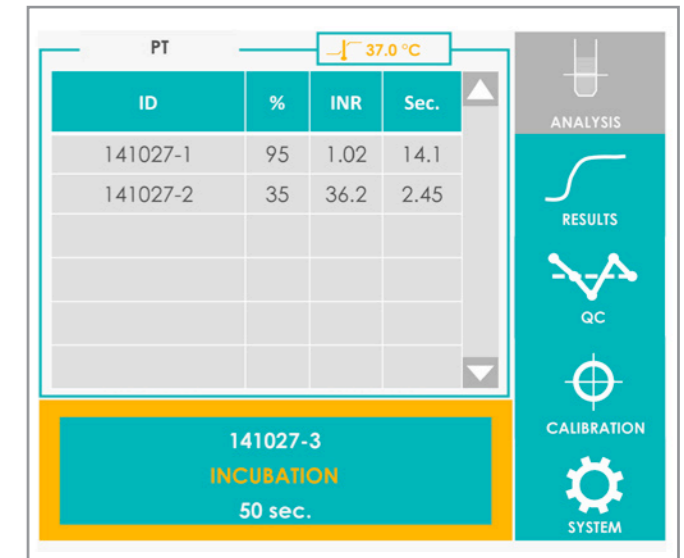 PT 37.0 °C
ID % INR Sec.
141027-1 95 1.02 14.1
141027-2 35 36.2 2.45
141027-3
INCUBATION
50 sec.
ANALYSIS
RESULTS
QC
CALIBRATION
SYSTEM